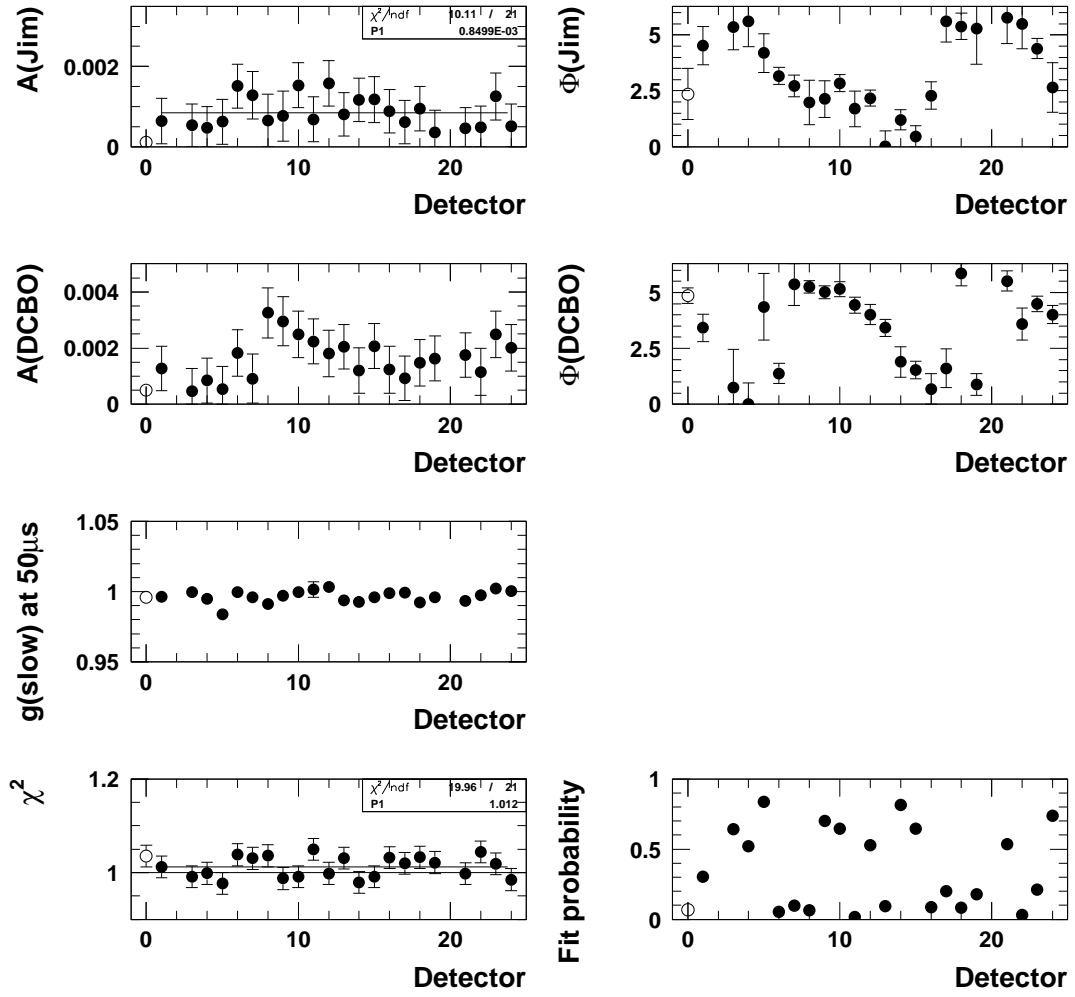 A(Jim)
0.002
0
χ²/ndf 10.11 / 21
P1 0.8499E-03
0 10 20
Detector
Φ(Jim)
5
2.5
0
0 10 20
Detector
A(DCBO)
0.004
0.002
0
0 10 20
Detector
Φ(DCBO)
5
2.5
0
0 10 20
Detector
g(slow) at 50μs
1.05
1
0.95
0 10 20
Detector
χ²
1.2
1
χ²/ndf 19.96 / 21
P1 1.012
0 10 20
Detector
Fit probability
1
0.5
0
0 10 20
Detector